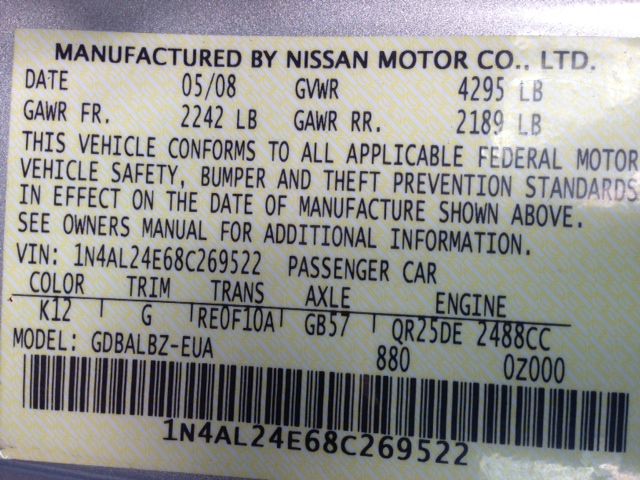 MANUFACTURED BY NISSAN MOTOR CO., LTD.
DATE 05/08 GVWR 4295 LB
GAWR FR. 2242 LB GAWR RR. 2189 LB
THIS VEHICLE CONFORMS TO ALL APPLICABLE FEDERAL MOTOR
VEHICLE SAFETY, BUMPER AND THEFT PREVENTION STANDARDS
IN EFFECT ON THE DATE OF MANUFACTURE SHOWN ABOVE.
SEE OWNERS MANUAL FOR ADDITIONAL INFORMATION.
VIN: 1N4AL24E68C269522 PASSENGER CAR
COLOR TRIM TRANS AXLE ENGINE
K12 G RE0F10A GB57 QR25DE 2488CC
MODEL: GDBALBZ-EUA 880 0Z000
1N4AL24E68C269522